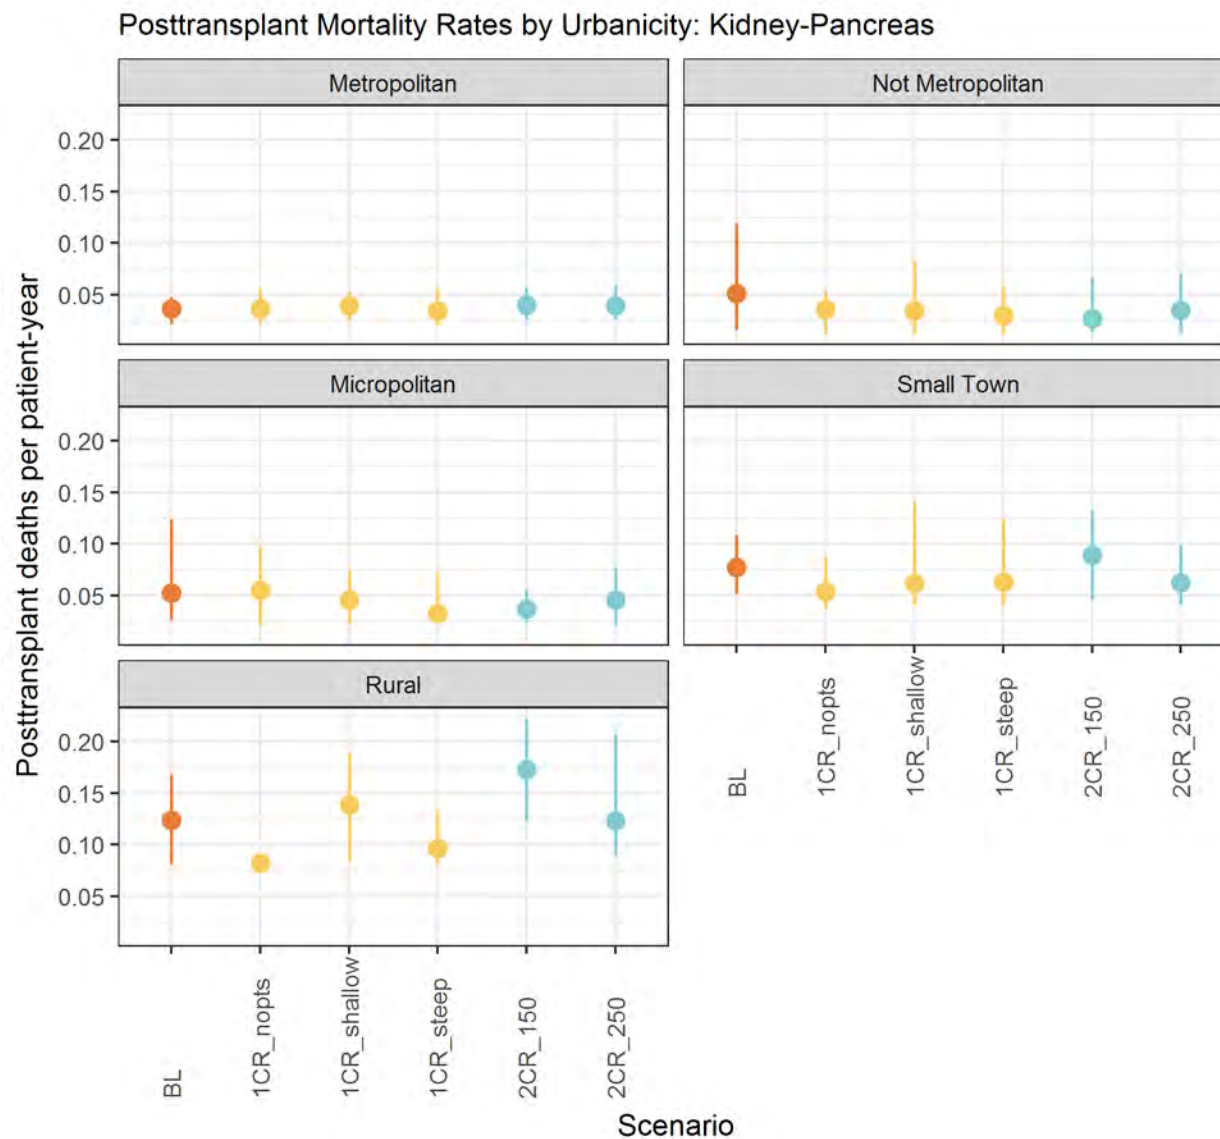 Posttransplant Mortality Rates by Urbanicity: Kidney-Pancreas
Metropolitan
Not Metropolitan
0.20
0.15
0.10
0.05
Micropolitan
Small Town
0.20
0.15
0.10
0.05
Rural
0.20
0.15
0.10
0.05
Posttransplant deaths per patient-year
BL
1CR_nopts
1CR_shallow
1CR_steep
2CR_150
2CR_250
BL
1CR_nopts
1CR_shallow
1CR_steep
2CR_150
2CR_250
Scenario